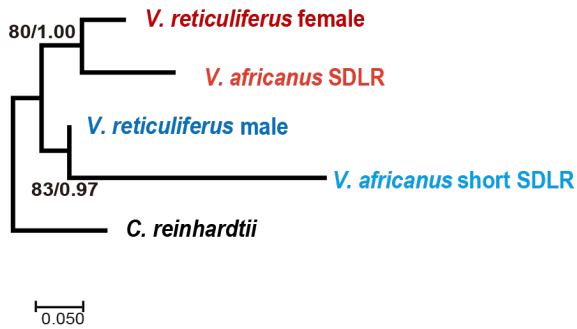 V. reticuliferus female
80/1.00
V. africanus SDLR
V. reticuliferus male
V. africanus short SDLR
83/0.97
C. reinhardtii
0.050